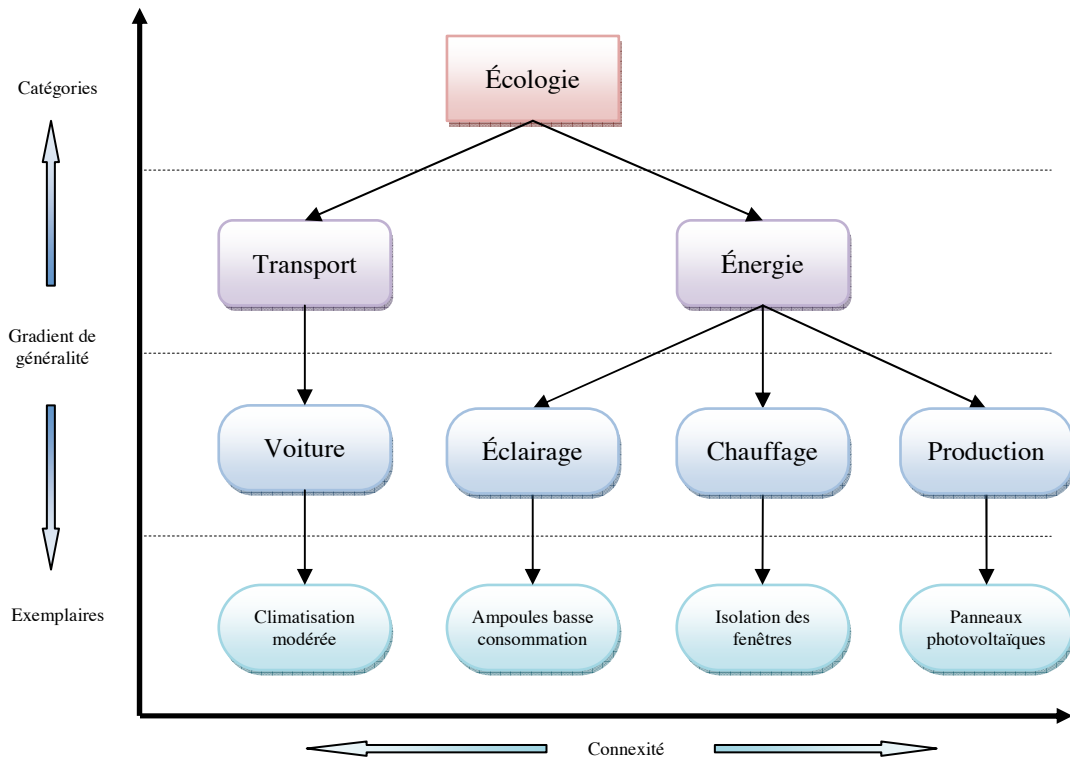 Écologie
Catégories
Transport
Énergie
Gradient de
généralité
Voiture
Éclairage
Chauffage
Production
Exemplaires
Climatisation
modérée
Ampoules basse
consommation
Isolation des
fenêtres
Panneaux
photovoltaïques
Connexité